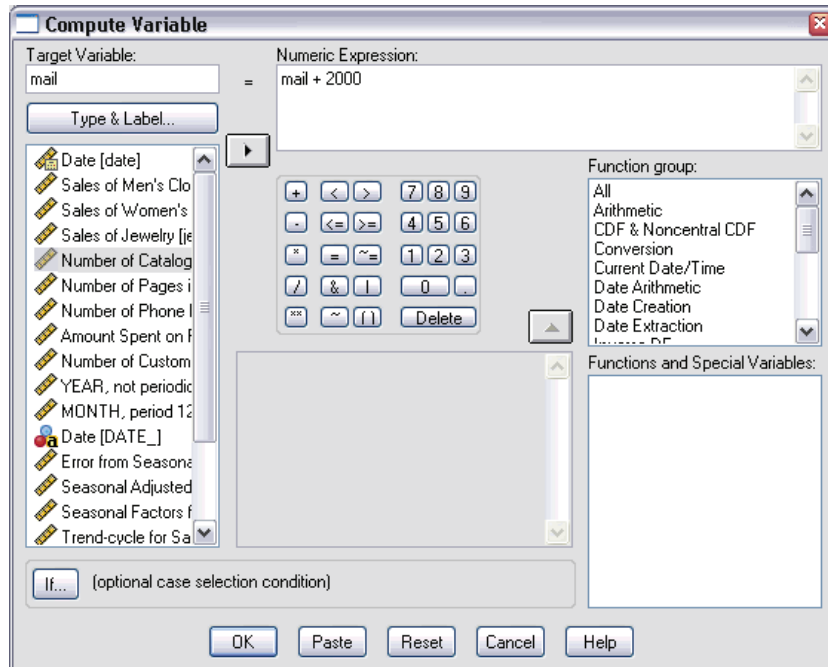 Compute Variable
Target Variable:
mail
=
Numeric Expression:
mail + 2000
Type & Label...
Date [date]
Sales of Men's Clo
Sales of Women's
Sales of Jewelry [je
Number of Catalog
Number of Pages i
Number of Phone l
Amount Spent on F
Number of Custom
YEAR, not periodic
MONTH, period 12
Date [DATE_]
Error from Seasona
Seasonal Adjusted
Seasonal Factors f
Trend-cycle for Sa
+ < > 7 8 9
- <= >= 4 5 6
* = ~= 1 2 3
/ & | 0 .
** ~ ( ) Delete
Function group:
All
Arithmetic
CDF & Noncentral CDF
Conversion
Current Date/Time
Date Arithmetic
Date Creation
Date Extraction
Functions and Special Variables:
If... (optional case selection condition)
OK Paste Reset Cancel Help